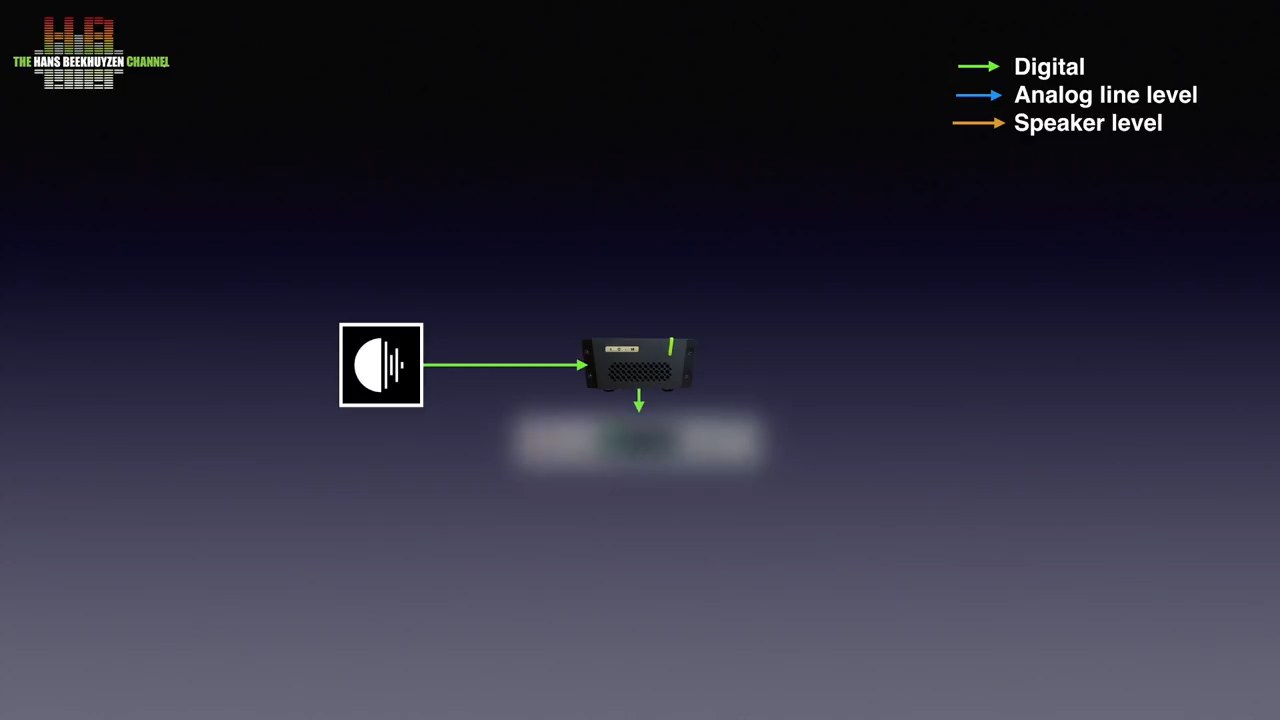 THE HANS BEEKHUYZEN CHANNEL
Digital
Analog line level
Speaker level